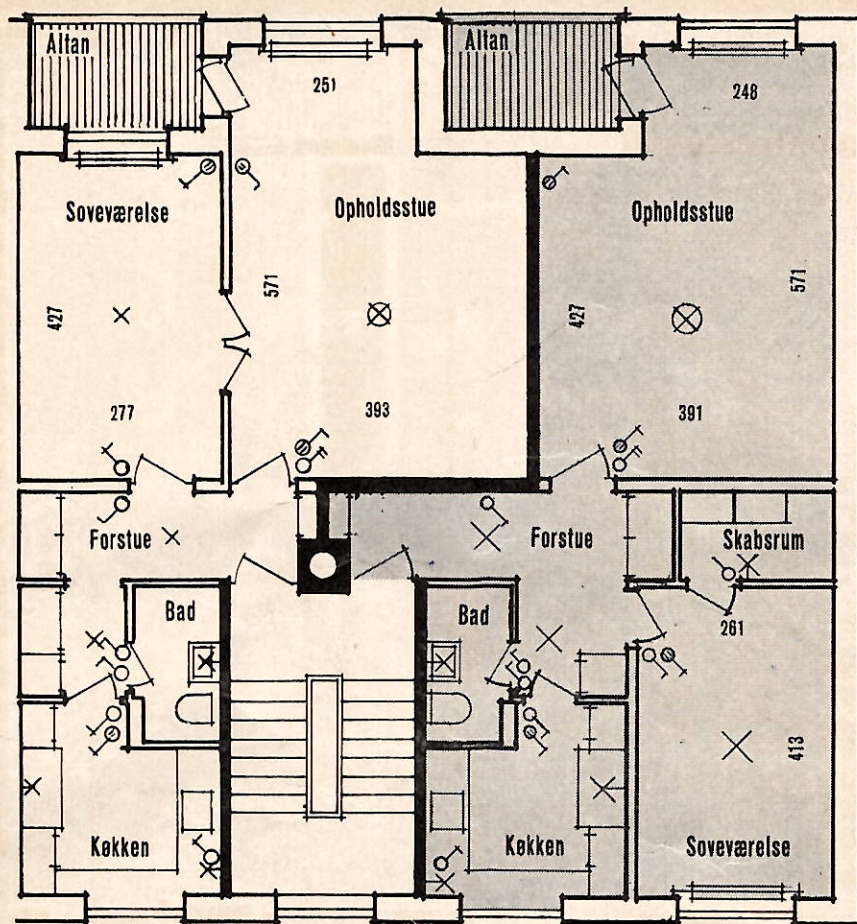 Altan
Altan
251
248
Soveværelse
Opholdsstue
Opholdsstue
427
571
427
571
277
393
391
Forstue
Forstue
Skabsrum
Bad
Bad
261
413
Køkken
Køkken
Soveværelse